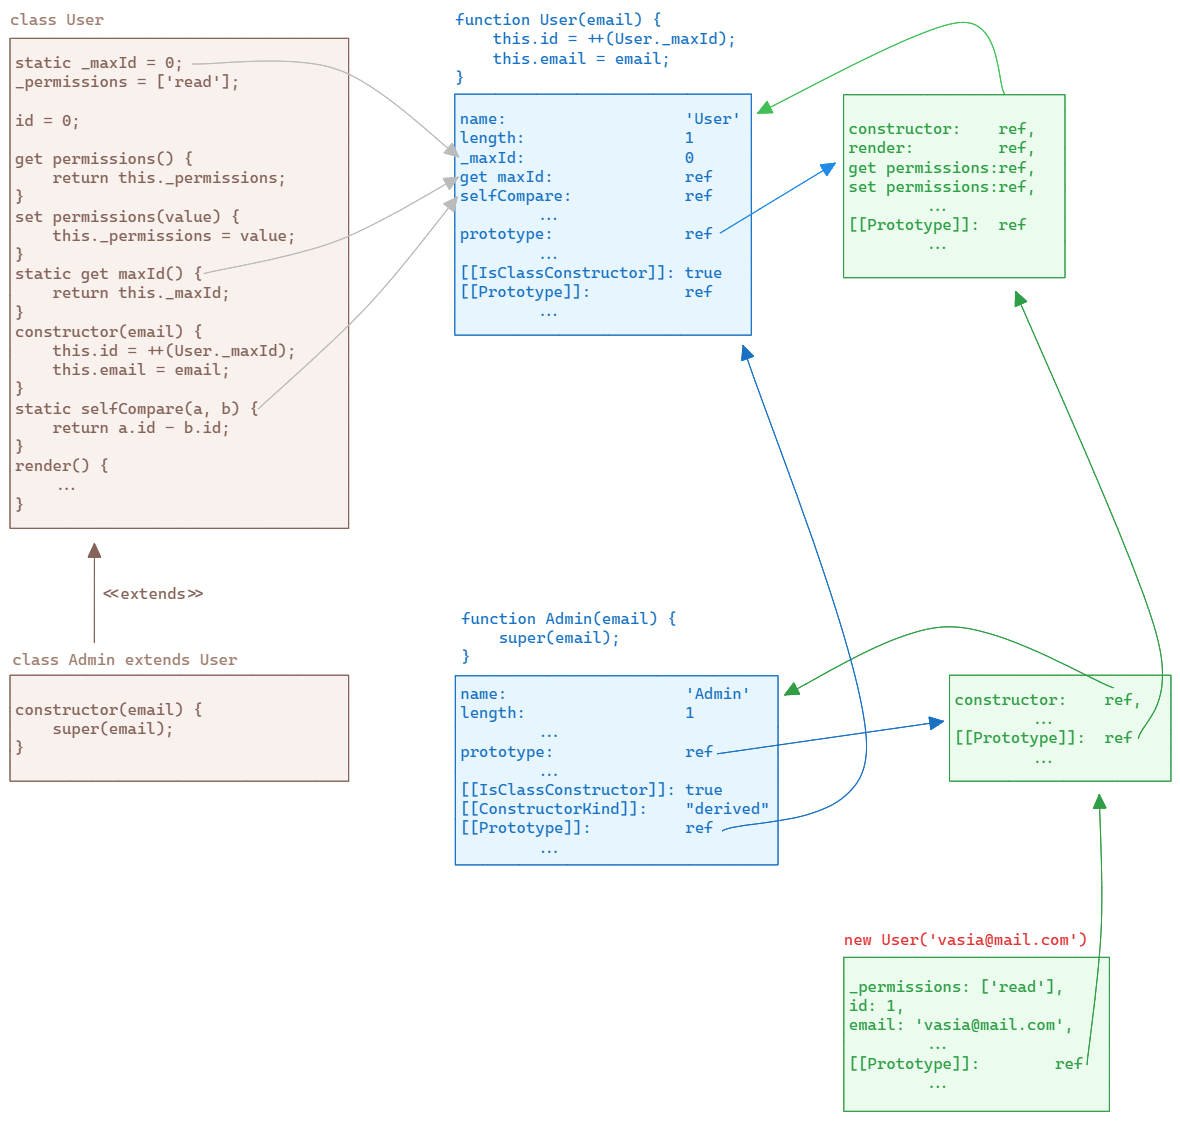 class User
static _maxId = 0;
_permissions = ['read'];
id = 0;
get permissions() {
    return this._permissions;
}
set permissions(value) {
    this._permissions = value;
}
static get maxId() {
    return this._maxId;
}
constructor(email) {
    this.id = ++(User._maxId);
    this.email = email;
}
static selfCompare(a, b) {
    return a.id - b.id;
}
render() {
    ...
}
<<extends>>
class Admin extends User
constructor(email) {
    super(email);
}
function User(email) {
    this.id = ++(User._maxId);
    this.email = email;
}
name: 'User'
length: 1
_maxId: 0
get maxId: ref
selfCompare: ref
...
prototype: ref
...
[[IsClassConstructor]]: true
[[Prototype]]: ref
...
constructor: ref,
render: ref,
get permissions:ref,
set permissions:ref,
...
[[Prototype]]: ref
...
function Admin(email) {
    super(email);
}
name: 'Admin'
length: 1
...
prototype: ref
...
[[IsClassConstructor]]: true
[[ConstructorKind]]: "derived"
[[Prototype]]: ref
...
constructor: ref,
...
[[Prototype]]: ref
...
new User('vasia@mail.com')
_permissions: ['read'],
id: 1,
email: 'vasia@mail.com',
...
[[Prototype]]: ref
...